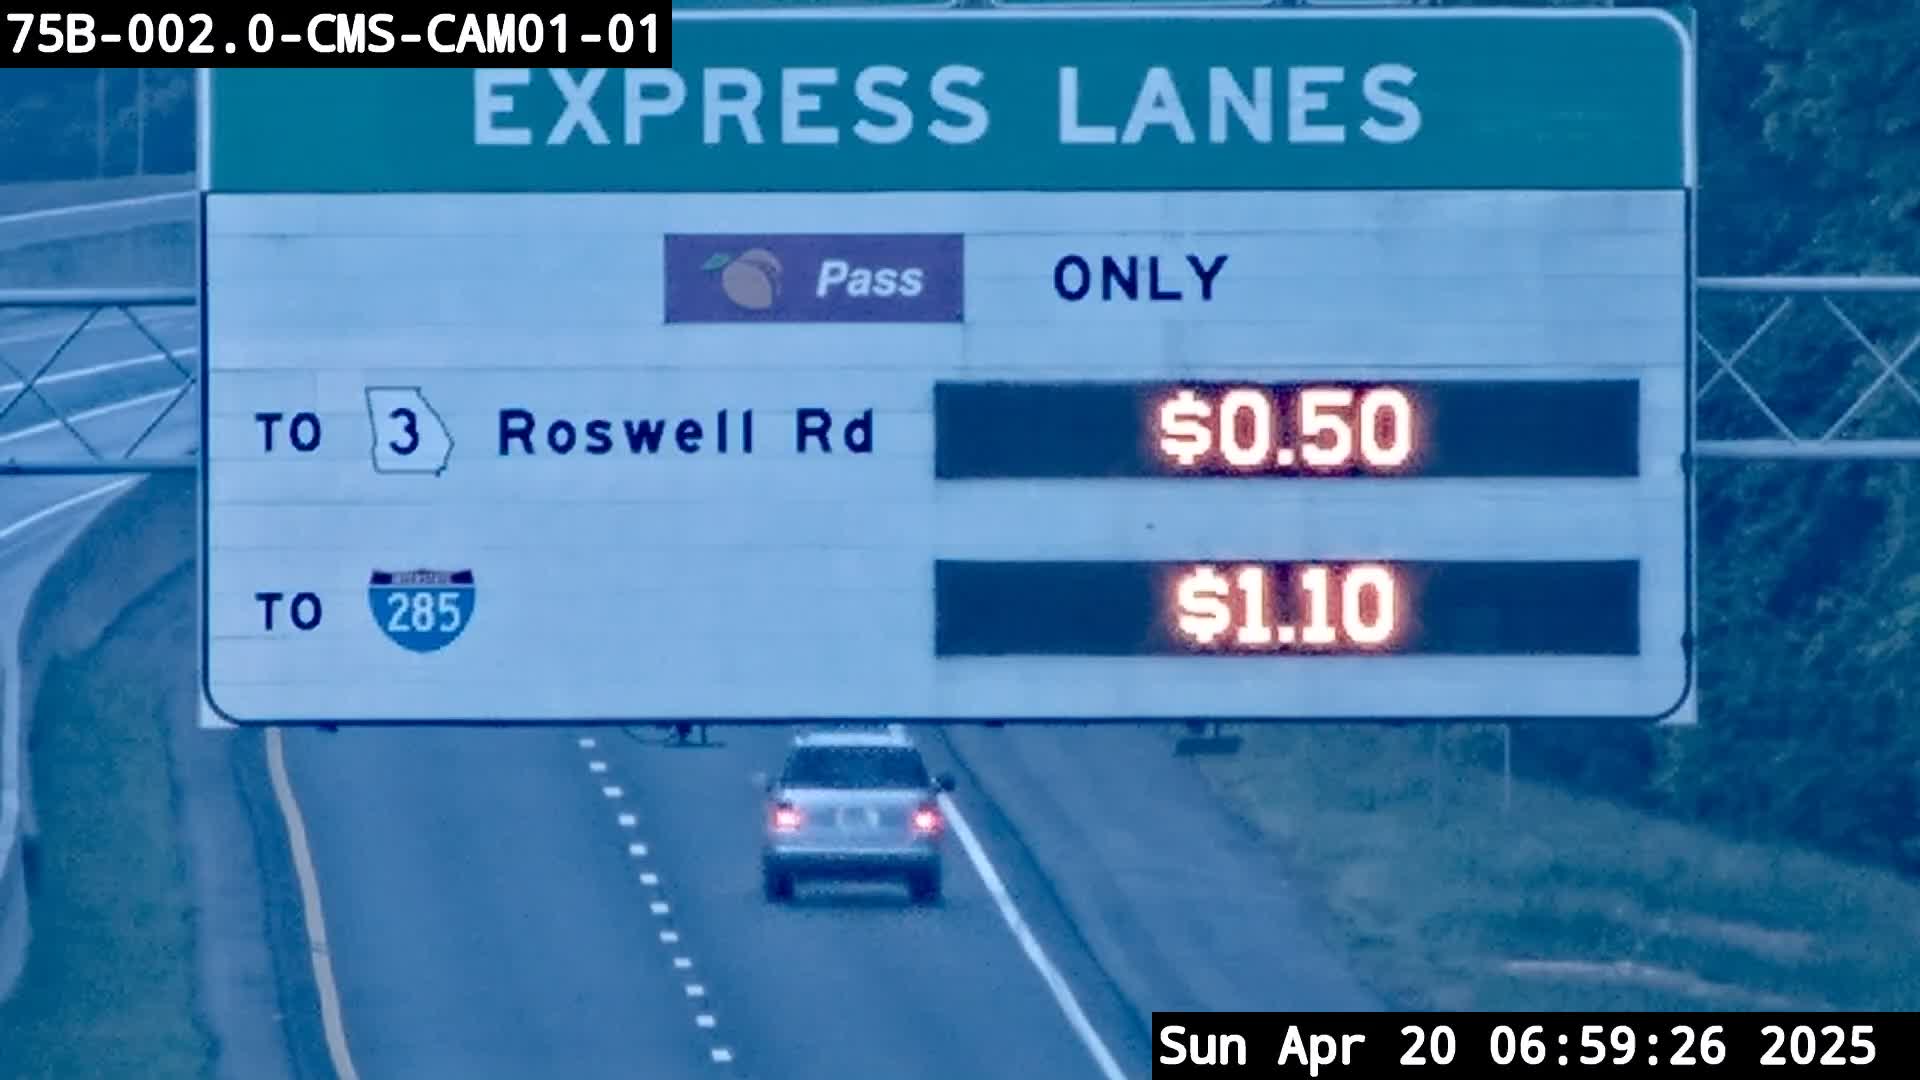 75B-002.0-CMS-CAM01-01
EXPRESS LANES
Pass ONLY
TO 3 Roswell Rd $0.50
TO 285 $1.10
Sun Apr 20 06:59:26 2025